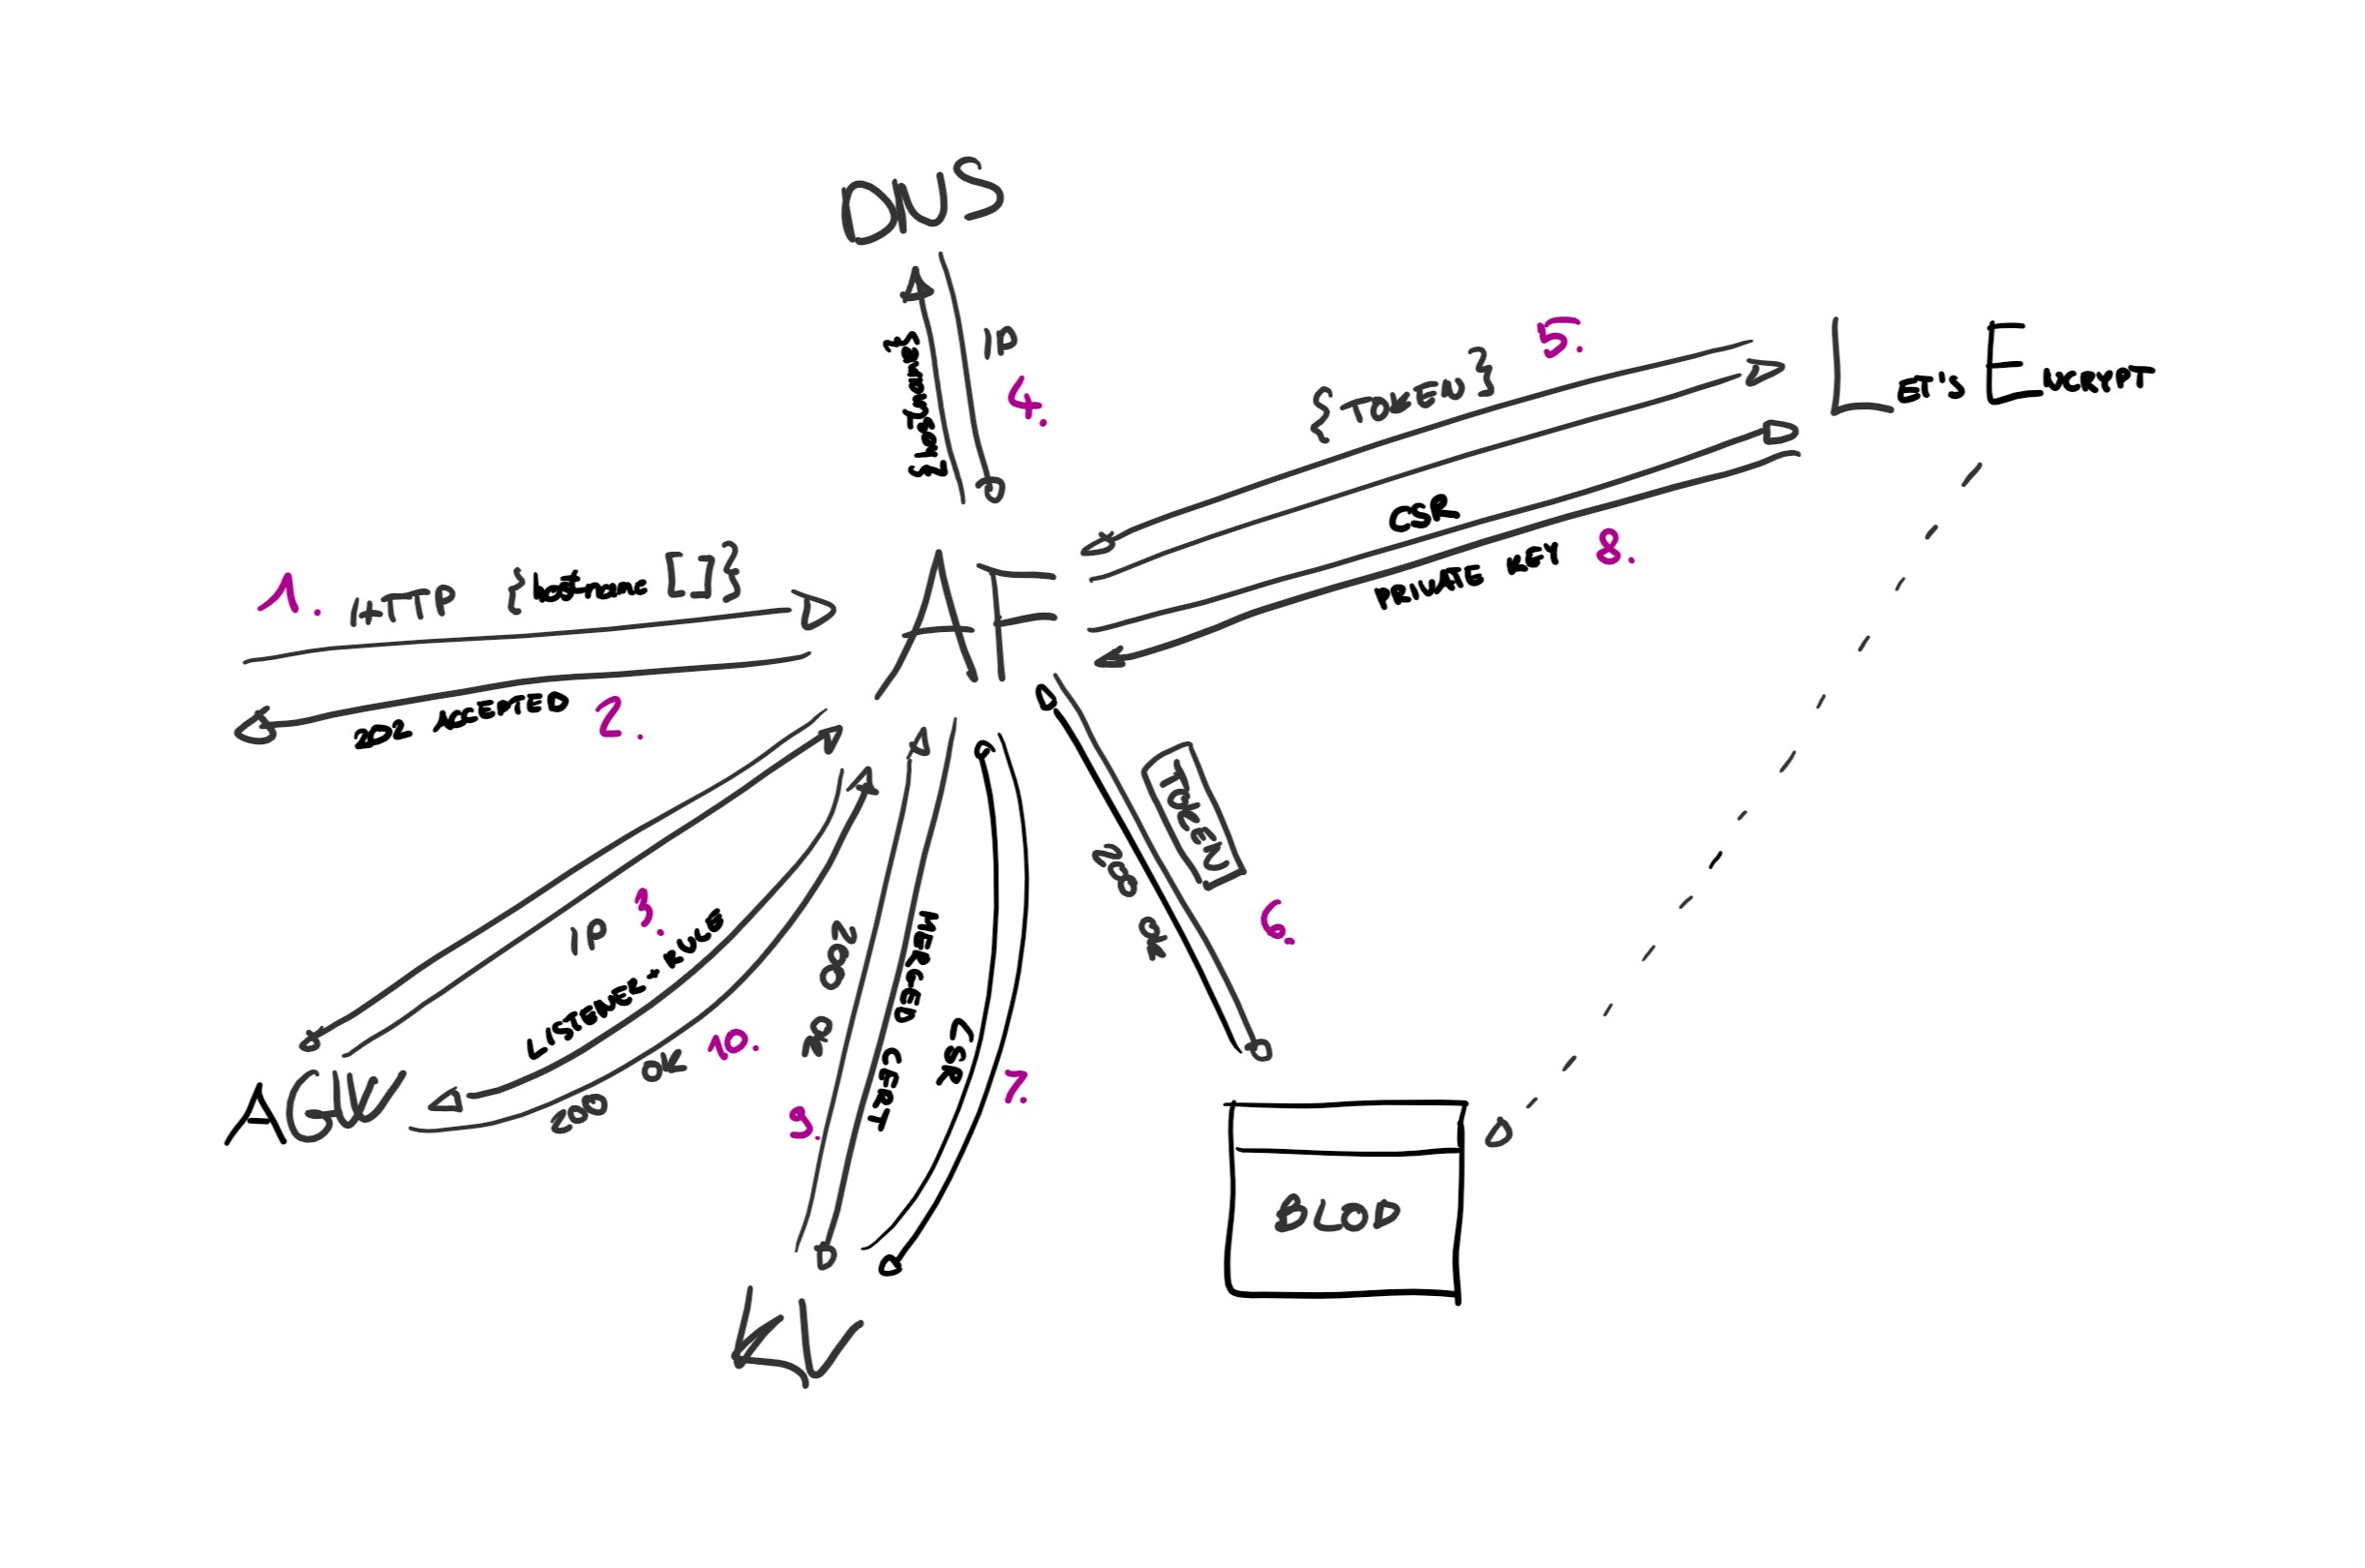 DNS
{hostname}
IP
4.
5.
{TOKEN}
LET'S ENCRYPT
CSR
PRIVATE KEY 8.
1. HTTP {hostname []}
AF
202 ACCEPTED 2.
TOKEN
200 OK
6.
IP 3.
LISTENER + RULE
200 OK 10.
202
9.
MERGED CERT
CSR
7.
AGW
BLOB
KV